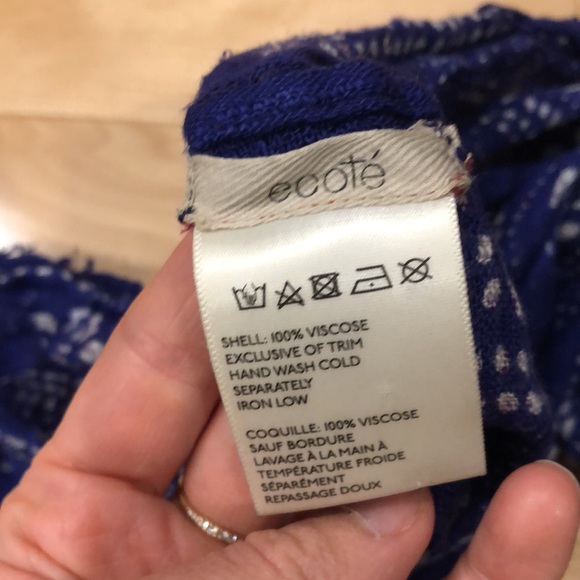 ecoté
SHELL: 100% VISCOSE
EXCLUSIVE OF TRIM
HAND WASH COLD
SEPARATELY
IRON LOW
COQUILLE: 100% VISCOSE
SAUF BORDURE
LAVAGE À LA MAIN À
TEMPÉRATURE FROIDE
SÉPARÉMENT
REPASSAGE DOUX